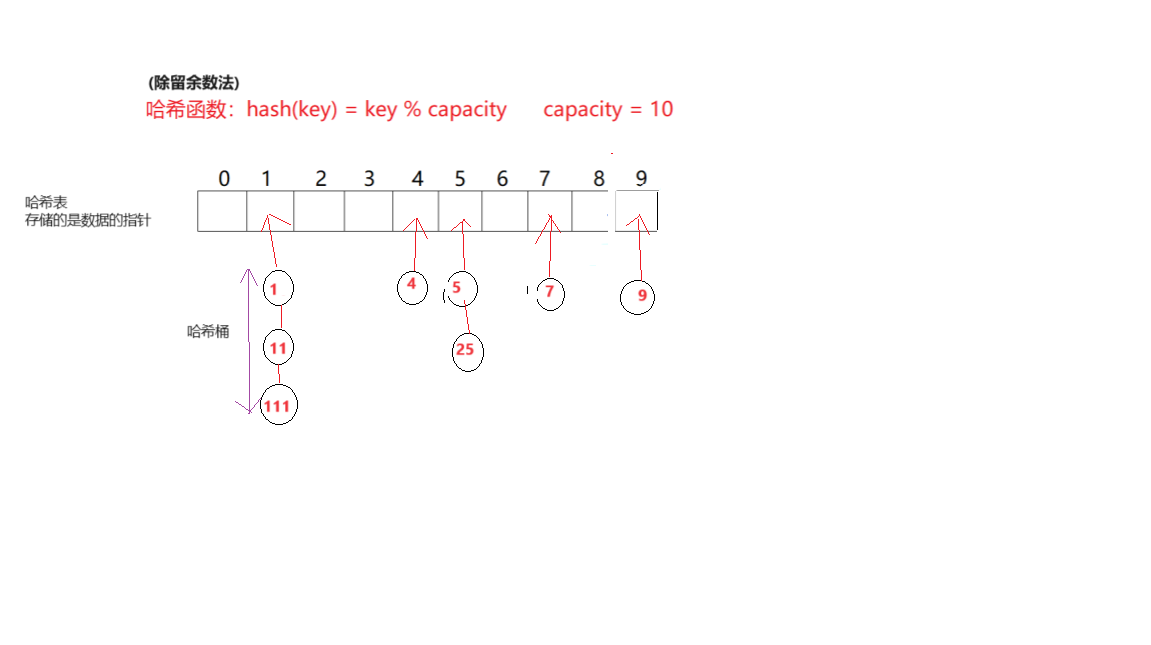 (除留余数法)
哈希函数：hash(key) = key % capacity capacity = 10
0 1 2 3 4 5 6 7 8 9
哈希表
存储的是数据的指针
1 4 5 7 9
哈希桶
11 25
111